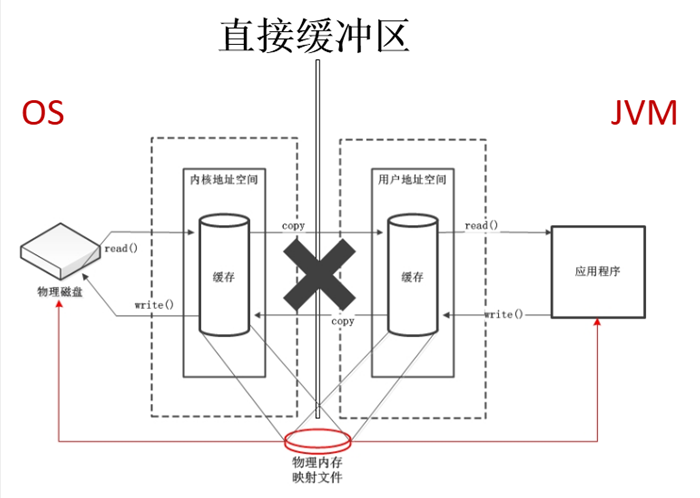 直接缓冲区
OS
JVM
内核地址空间
用户地址空间
copy
read()
read()
缓存
缓存
应用程序
物理磁盘
write()
copy
write()
物理内存
映射文件